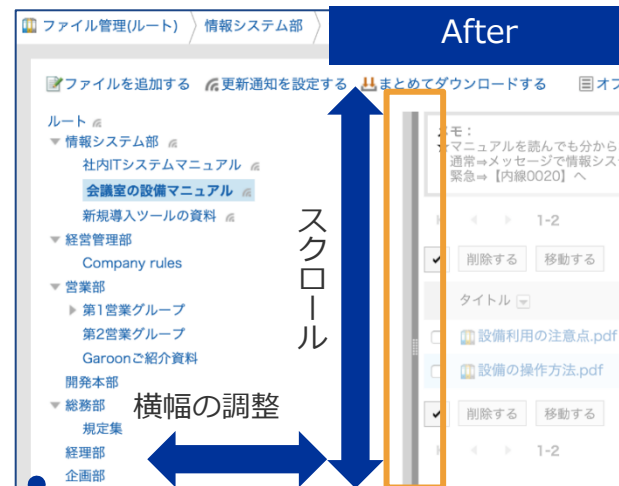 ファイル管理(ルート) 情報システム部
After
ファイルを追加する 更新通知を設定する まとめてダウンロードする オフ
ルート
情報システム部
社内ITシステムマニュアル
会議室の設備マニュアル
新規導入ツールの資料
経営管理部
Company rules
営業部
第1営業グループ
第2営業グループ
Garoonご紹介資料
開発本部
総務部
規定集
経理部
企画部
横幅の調整
スクロール
メモ：
★マニュアルを読んでも分から
通常⇒メッセージで情報シス
緊急⇒【内線0020】へ
1-2
削除する 移動する
タイトル
設備利用の注意点.pdf
設備の操作方法.pdf
削除する 移動する
1-2